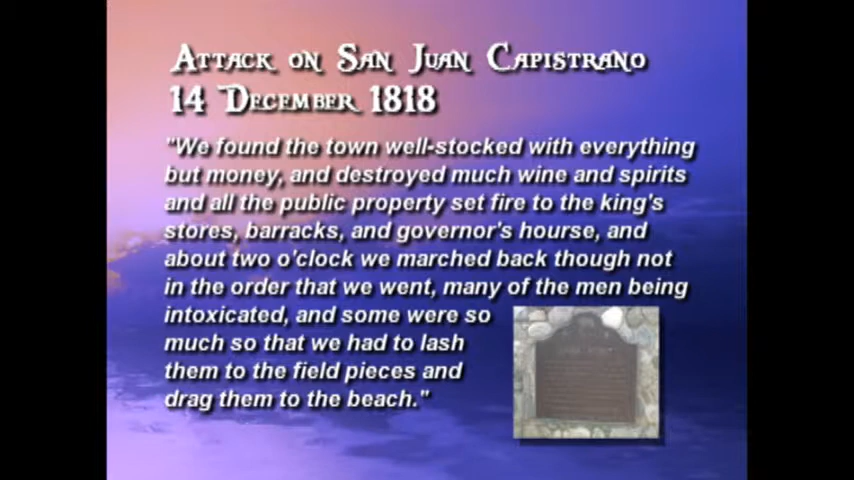 Attack on San Juan Capistrano
14 December 1818
"We found the town well-stocked with everything
but money, and destroyed much wine and spirits
and all the public property set fire to the king's
stores, barracks, and governor's hourse, and
about two o'clock we marched back though not
in the order that we went, many of the men being
intoxicated, and some were so
much so that we had to lash
them to the field pieces and
drag them to the beach."